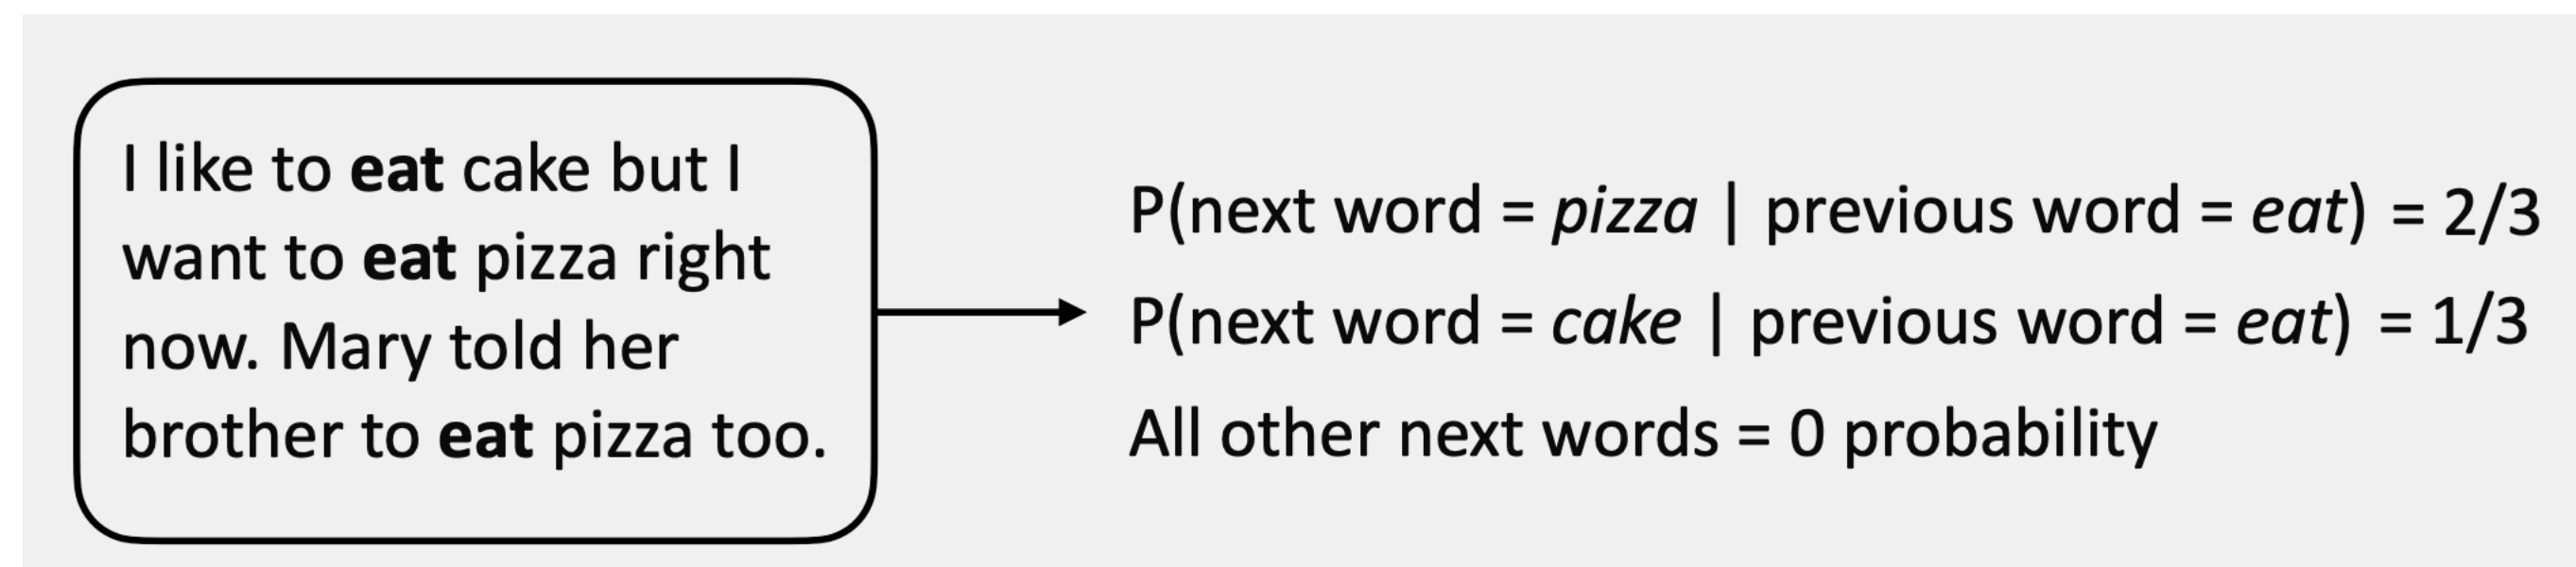 I like to eat cake but I
want to eat pizza right
now. Mary told her
brother to eat pizza too.
P(next word = pizza | previous word = eat) = 2/3
P(next word = cake | previous word = eat) = 1/3
All other next words = 0 probability